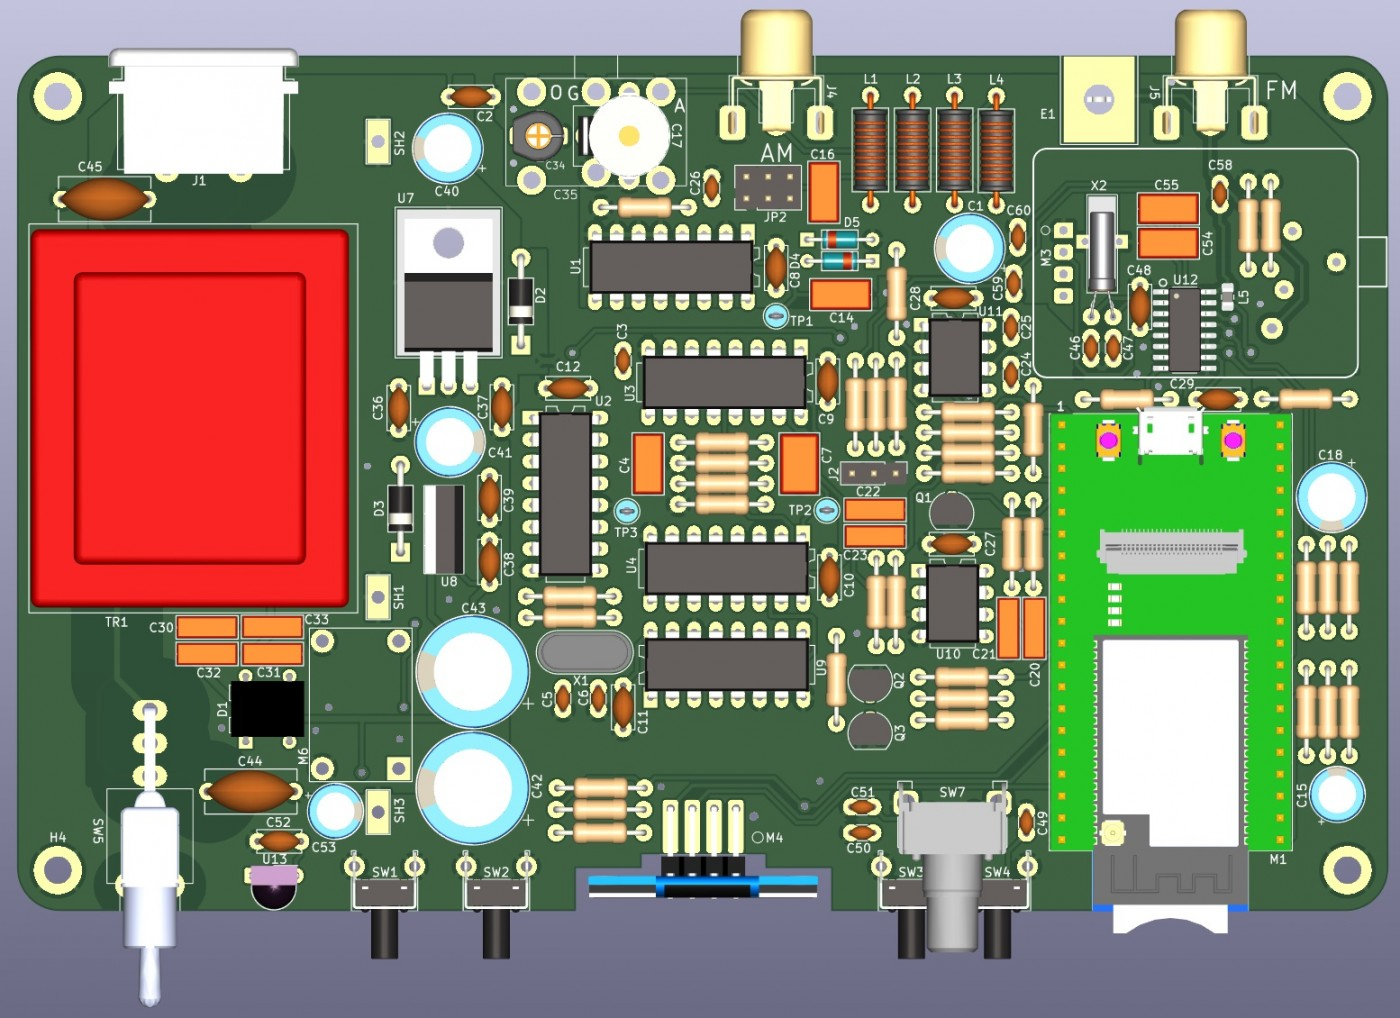 J4
J5
FM
L1
L2
L3
L4
E1
C2
O G
A
C17
SH2
C34
C35
AM
C16
C58
X2
C55
C45
J1
C40
U7
C26
JP2
C1
C60
D5
M3
C54
U1
D4
C8
C59
C48
U12
L5
D2
C14
C28
U11
TP1
C25
C3
C46
C47
C12
U3
C24
C29
C36
C37
U2
C9
1
C41
C4
C7
J2
C18
D3
C39
C22
Q1
TP3
TP2
C23
C27
C38
U4
C10
U8
SH1
C43
TR1
C30
C33
C32
C31
X1
U9
U10
C21
C20
D1
C5
C6
C11
Q2
Q3
M6
C44
C42
C15
SW5
SH3
C51
SW7
C49
C52
C53
M4
C50
H4
U13
M1
SW1
SW2
SW3
SW4